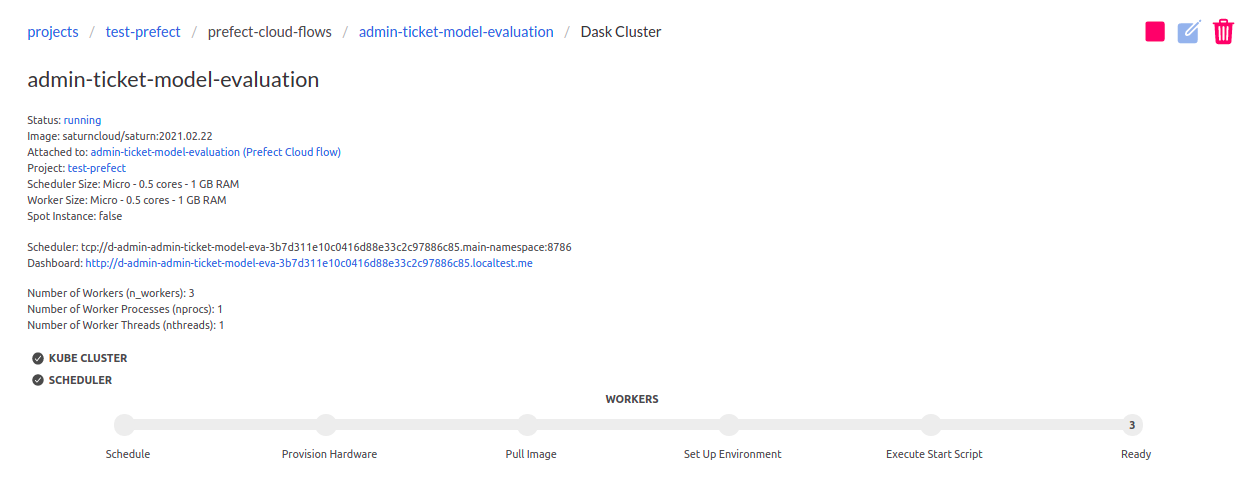 projects / test-prefect / prefect-cloud-flows / admin-ticket-model-evaluation / Dask Cluster
admin-ticket-model-evaluation
Status: running
Image: saturncloud/saturn:2021.02.22
Attached to: admin-ticket-model-evaluation (Prefect Cloud flow)
Project: test-prefect
Scheduler Size: Micro - 0.5 cores - 1 GB RAM
Worker Size: Micro - 0.5 cores - 1 GB RAM
Spot Instance: false
Scheduler: tcp://d-admin-admin-ticket-model-eva-3b7d311e10c0416d88e33c2c97886c85.main-namespace:8786
Dashboard: http://d-admin-admin-ticket-model-eva-3b7d311e10c0416d88e33c2c97886c85.localtest.me
Number of Workers (n_workers): 3
Number of Worker Processes (nprocs): 1
Number of Worker Threads (nthreads): 1
KUBE CLUSTER
SCHEDULER
WORKERS
3
Schedule Provision Hardware Pull Image Set Up Environment Execute Start Script Ready